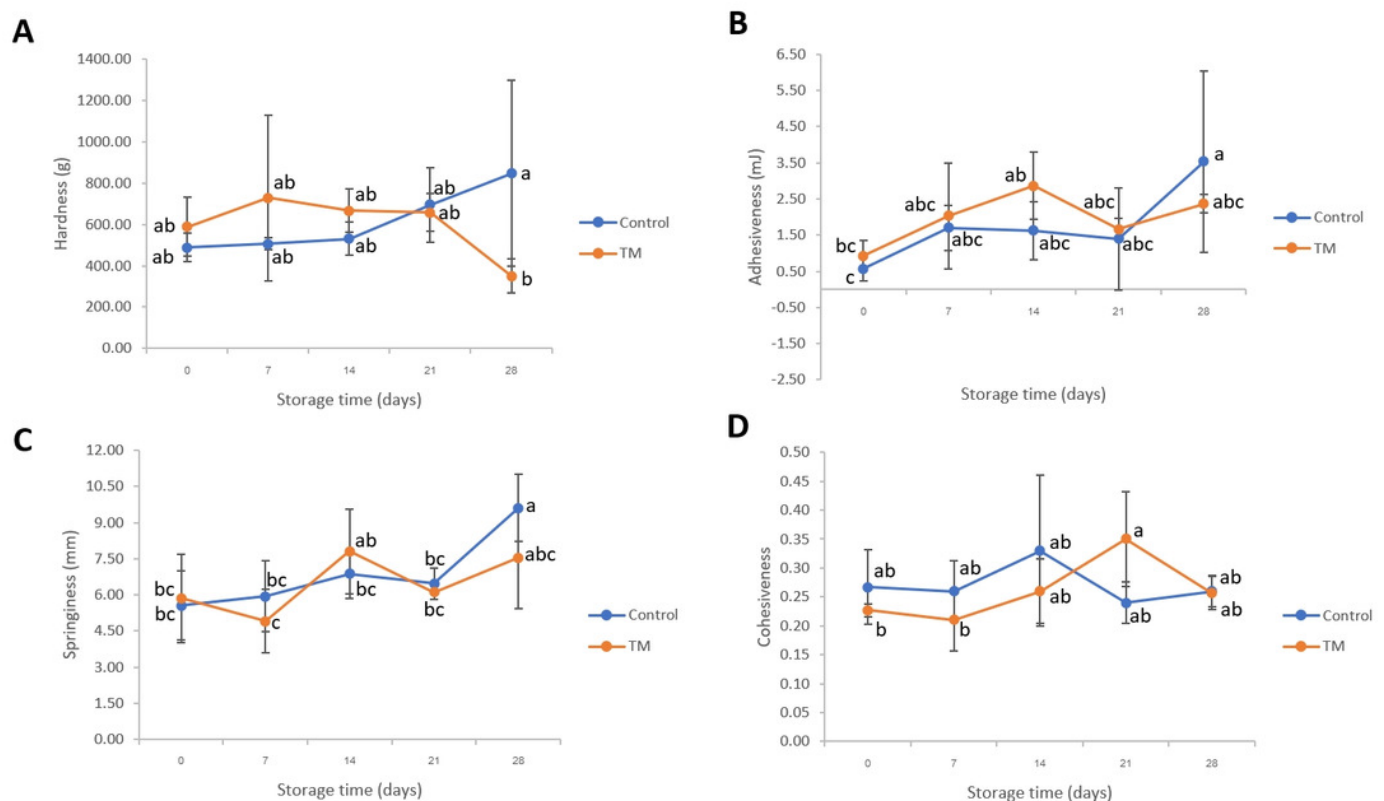 A
1400.00
1200.00
1000.00
800.00
600.00
400.00
200.00
0.00
Hardness (g)
ab
ab
ab
ab
ab
ab
ab
ab
a
b
0 7 14 21 28
Storage time (days)
Control
TM
B
6.50
5.50
4.50
3.50
2.50
1.50
0.50
-0.50
-1.50
-2.50
Adhesiveness (mJ)
bc
c
abc
abc
ab
abc
abc
abc
a
abc
0 7 14 21 28
Storage time (days)
Control
TM
C
12.00
10.50
9.00
7.50
6.00
4.50
3.00
1.50
0.00
Springiness (mm)
bc
bc
bc
c
ab
bc
bc
bc
a
abc
0 7 14 21 28
Storage time (days)
Control
TM
D
0.50
0.45
0.40
0.35
0.30
0.25
0.20
0.15
0.10
0.05
0.00
Cohesiveness
ab
b
ab
b
ab
ab
a
ab
ab
ab
0 7 14 21 28
Storage time (days)
Control
TM